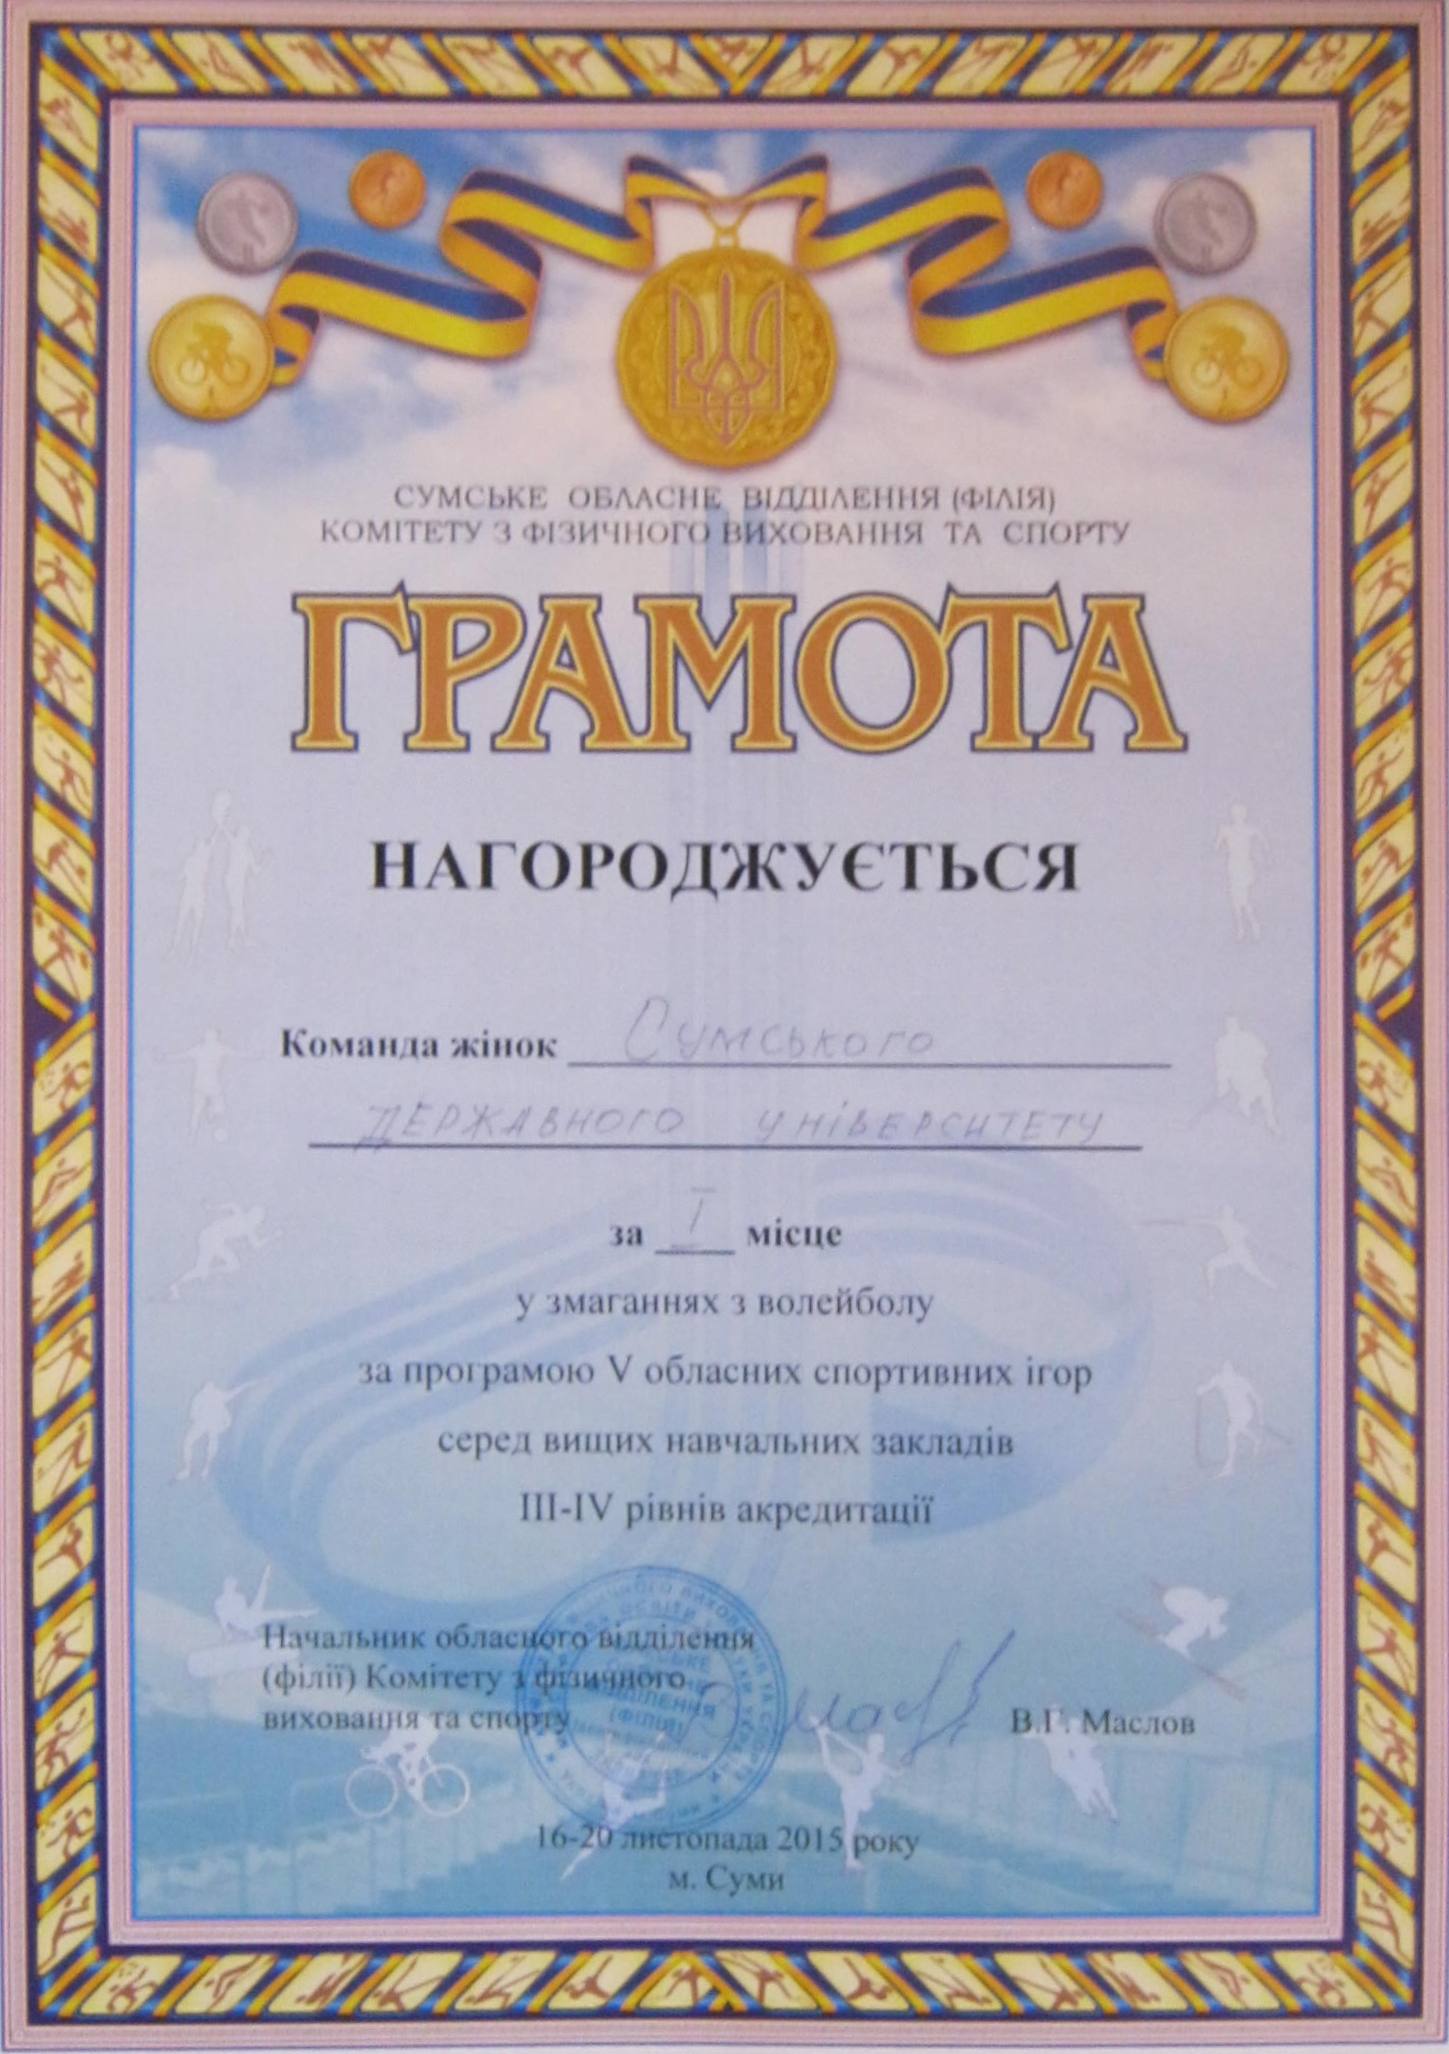 СУМСЬКЕ ОБЛАСНЕ ВІДДІЛЕННЯ (ФІЛІЯ)
КОМІТЕТУ З ФІЗИЧНОГО ВИХОВАННЯ ТА СПОРТУ
ГРАМОТА
НАГОРОДЖУЄТЬСЯ
Команда жінок Сумського
державного університету
за I місце
у змаганнях з волейболу
за програмою V обласних спортивних ігор
серед вищих навчальних закладів
III-IV рівнів акредитації
Начальник обласного відділення
(філії) Комітету з фізичного
виховання та спорту
В.Г. Маслов
16-20 листопада 2015 року
м. Суми